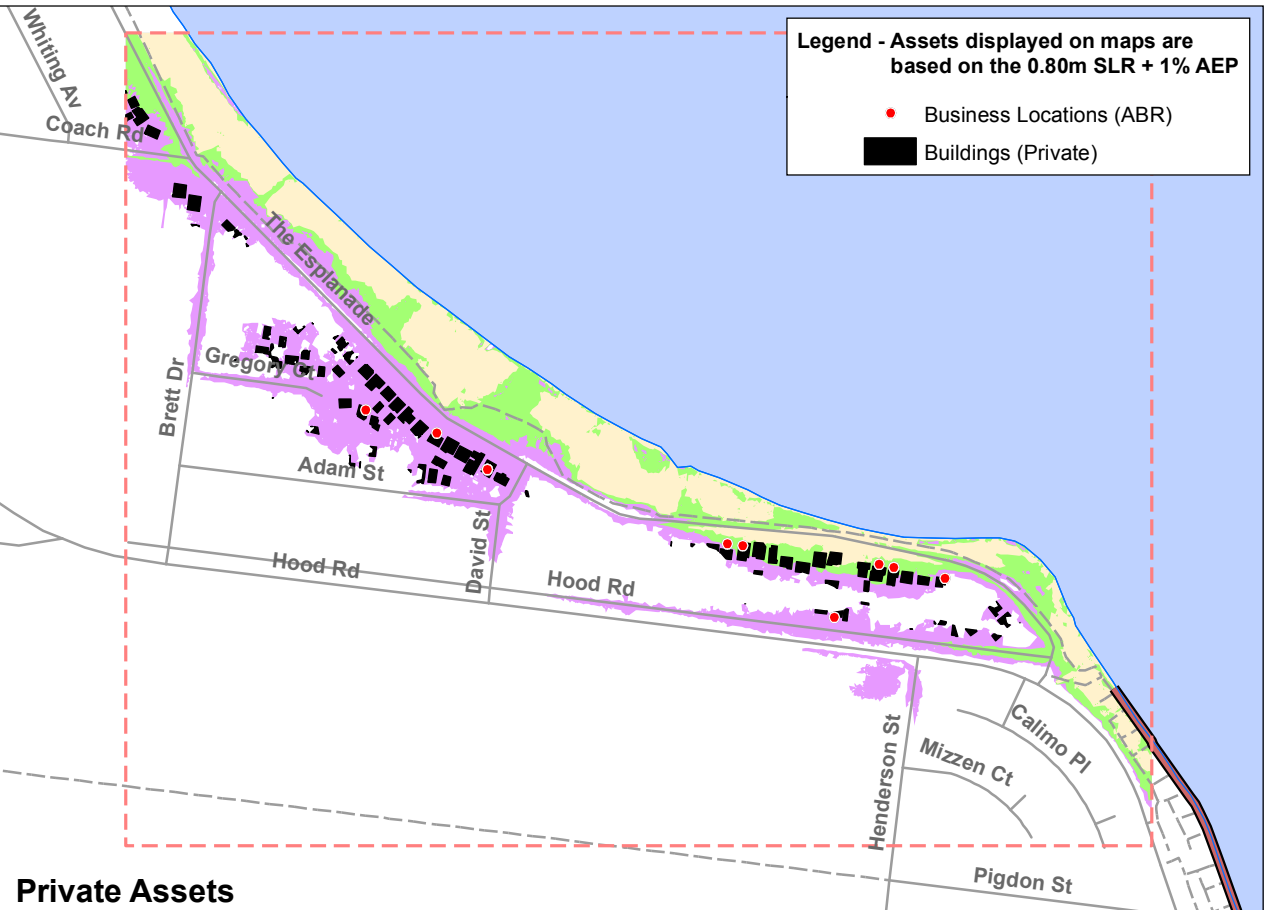 Legend - Assets displayed on maps are
based on the 0.80m SLR + 1% AEP
Business Locations (ABR)
Buildings (Private)
Whiting Av
Coach Rd
The Esplanade
Brett Dr
Gregory Ct
Adam St
David St
Hood Rd
Hood Rd
Henderson St
Calimo Pl
Mizzen Ct
Pigdon St
Private Assets